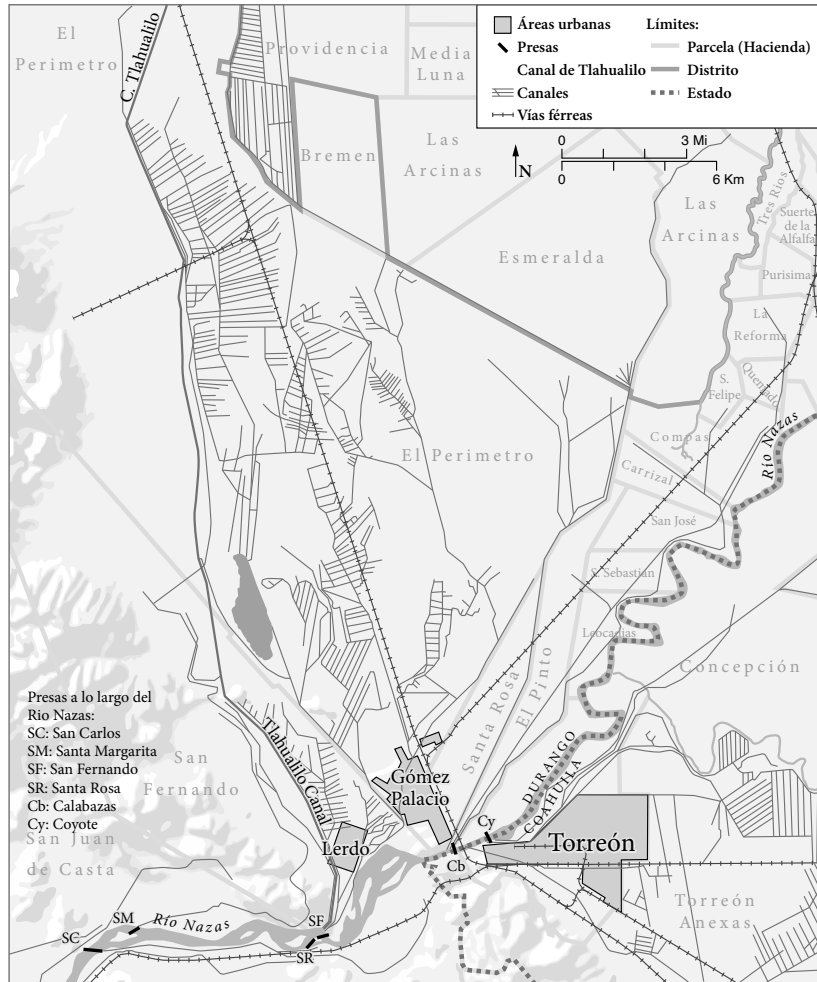 El
Perimetro
C. Tlahualilo
Providencia
Media
Luna
Áreas urbanas
Presas
Canal de Tlahualilo
Canales
Vías férreas
Límites:
Parcela (Hacienda)
Distrito
Estado
0
3 Mi
0
6 Km
N
Bremen
Las
Arcinas
Las
Arcinas
Tres Rios
Suerte
de la
Alfalfa
Purisima
Esmeralda
La
Reforma
S.
Felipe
Quemado
Río Nazas
Compas
Carrizal
El Perimetro
San José
S. Sebastian
Leocadias
Concepción
Santa Rosa
El Pinto
DURANGO
COAHUILA
Presas a lo largo del
Rio Nazas:
SC: San Carlos
SM: Santa Margarita
SF: San Fernando
SR: Santa Rosa
Cb: Calabazas
Cy: Coyote
San
Fernando
San Juan
de Casta
Tlahualilo Canal
Gómez
Palacio
Lerdo
Cy
Cb
Torreón
Torreón
Anexas
SM
Río Nazas
SF
SC
SR